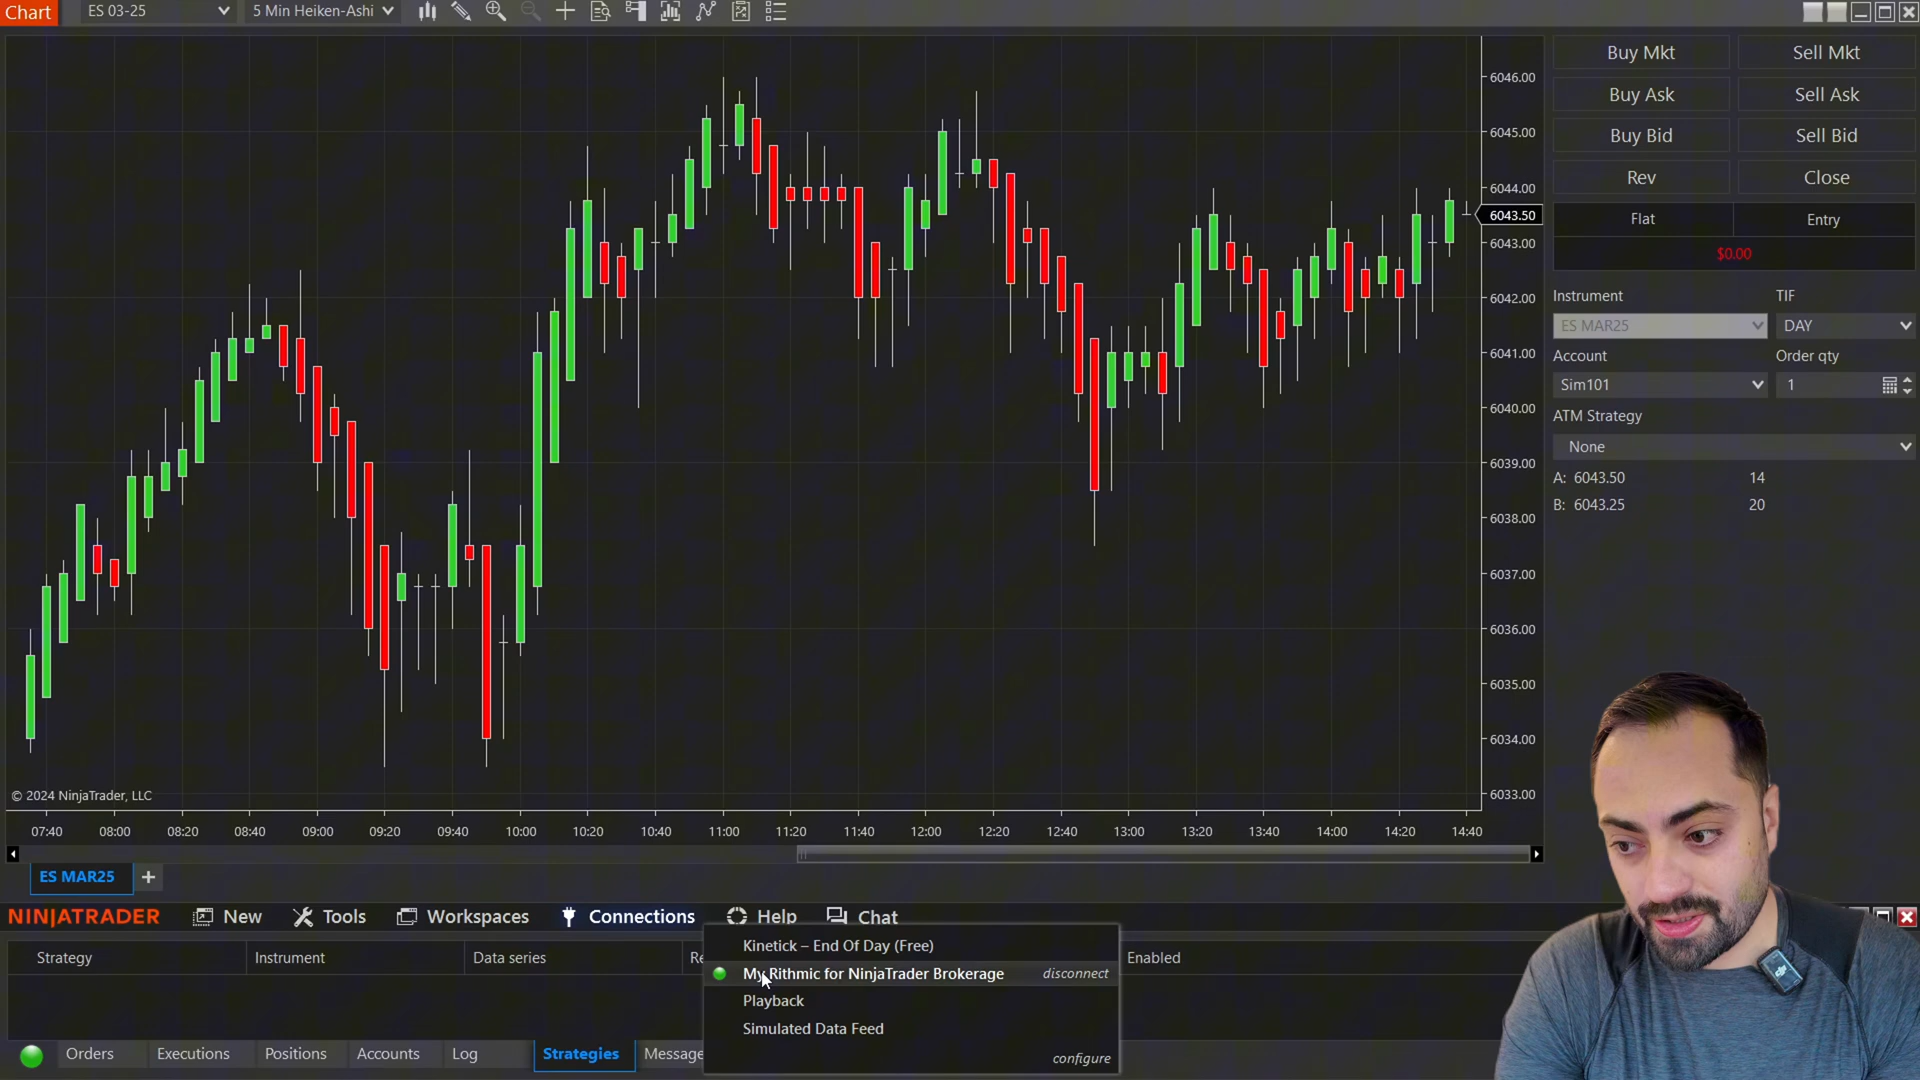 Chart
ES 03-25
5 Min Heiken-Ashi
Buy Mkt
Sell Mkt
Buy Ask
Sell Ask
Buy Bid
Sell Bid
Rev
Close
Flat
Entry
$0.00
Instrument
TIF
ES MAR25
DAY
Account
Order qty
Sim101
1
ATM Strategy
None
A: 6043.50 14
B: 6043.25 20
6046.00
6045.00
6044.00
6043.50
6043.00
6042.00
6041.00
6040.00
6039.00
6038.00
6037.00
6036.00
6035.00
6034.00
6033.00
© 2024 NinjaTrader, LLC
07:40 08:00 08:20 08:40 09:00 09:20 09:40 10:00 10:20 10:40 11:00 11:20 11:40 12:00 12:20 12:40 13:00 13:20 13:40 14:00 14:20 14:40
ES MAR25
NINJATRADER New Tools Workspaces Connections Help Chat
Strategy Instrument Data series Re Enabled
Kinetick – End Of Day (Free)
My Rithmic for NinjaTrader Brokerage disconnect
Playback
Simulated Data Feed
configure
Orders Executions Positions Accounts Log Strategies Message